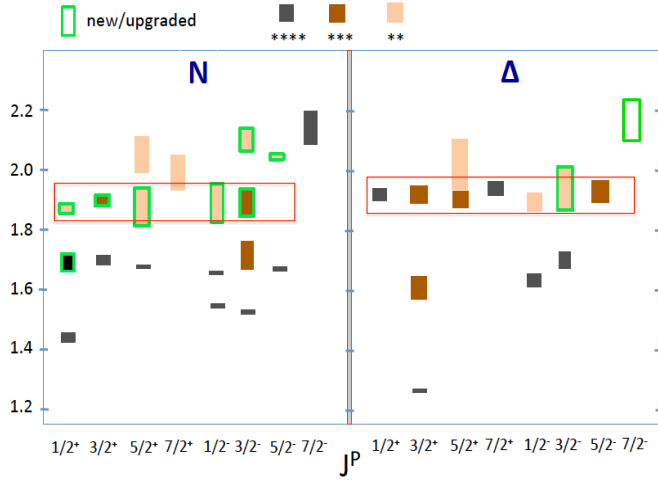 new/upgraded
**** *** **
N Δ
2.2
2.0
1.8
1.6
1.4
1.2
1/2⁺ 3/2⁺ 5/2⁺ 7/2⁺ 1/2⁻ 3/2⁻ 5/2⁻ 7/2⁻ 1/2⁺ 3/2⁺ 5/2⁺ 7/2⁺ 1/2⁻ 3/2⁻ 5/2⁻ 7/2⁻
Jᴾ